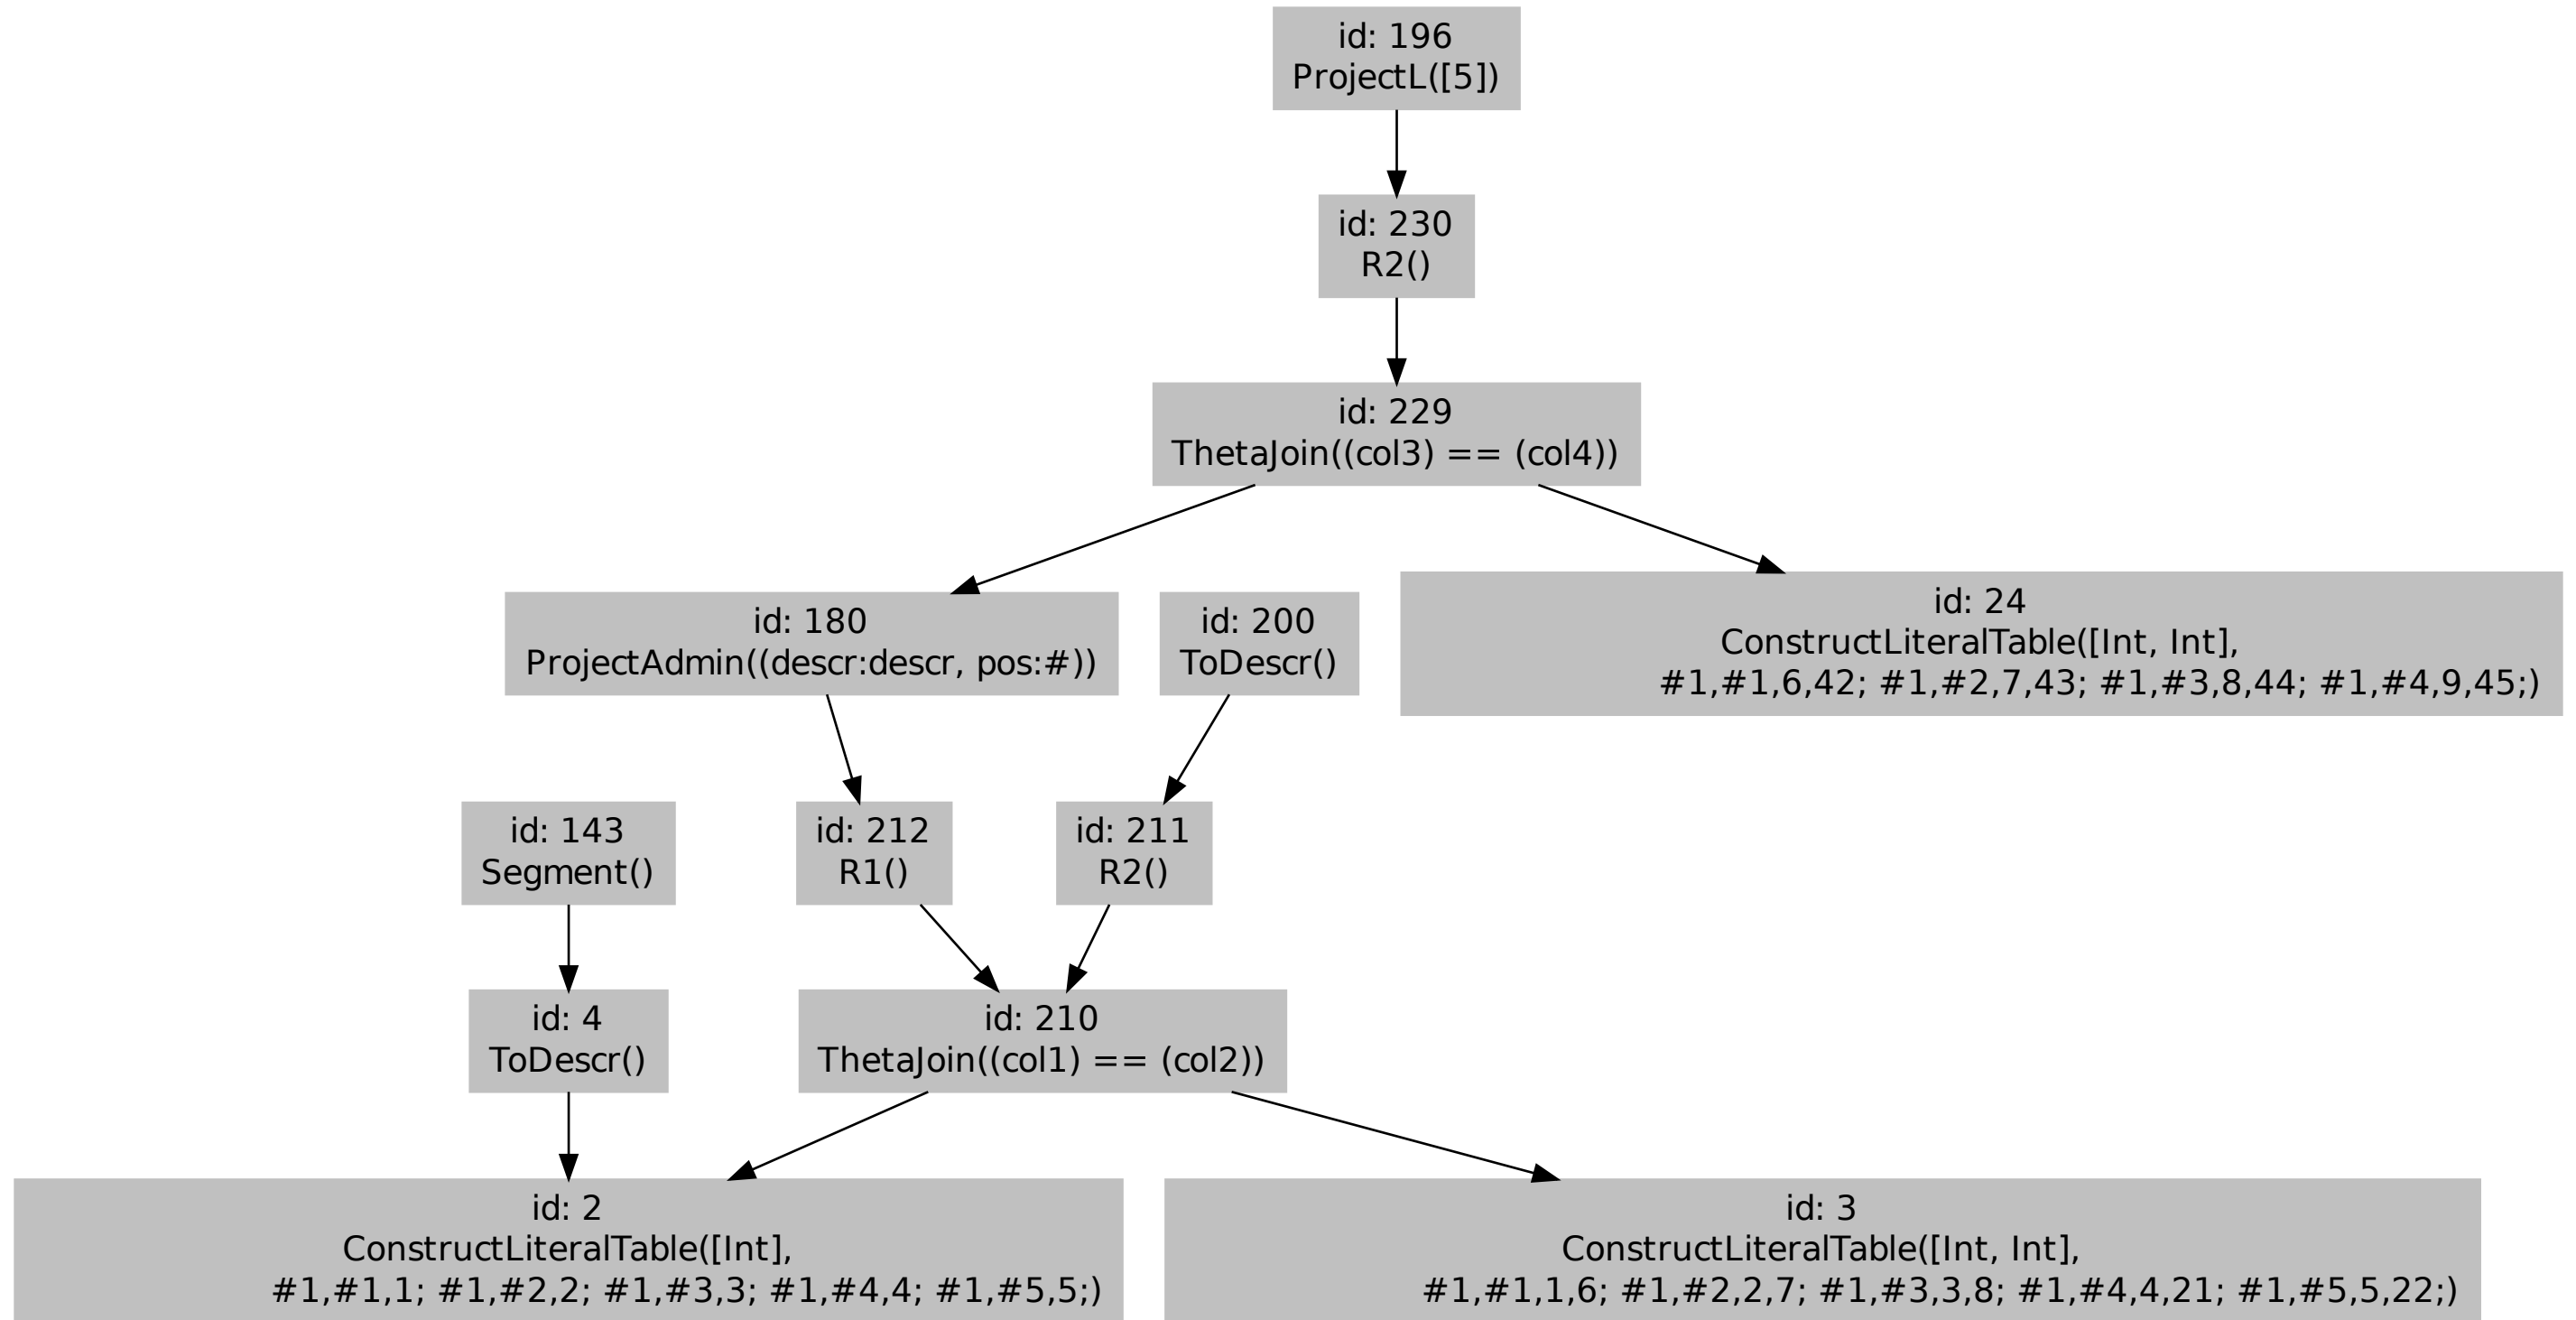 id: 196
ProjectL([5])
id: 230
R2()
id: 229
ThetaJoin((col3) == (col4))
id: 180
ProjectAdmin((descr:descr, pos:#))
id: 200
ToDescr()
id: 24
ConstructLiteralTable([Int, Int],
#1,#1,6,42; #1,#2,7,43; #1,#3,8,44; #1,#4,9,45;)
id: 143
Segment()
id: 212
R1()
id: 211
R2()
id: 4
ToDescr()
id: 210
ThetaJoin((col1) == (col2))
id: 2
ConstructLiteralTable([Int],
#1,#1,1; #1,#2,2; #1,#3,3; #1,#4,4; #1,#5,5;)
id: 3
ConstructLiteralTable([Int, Int],
#1,#1,1,6; #1,#2,2,7; #1,#3,3,8; #1,#4,4,21; #1,#5,5,22;)